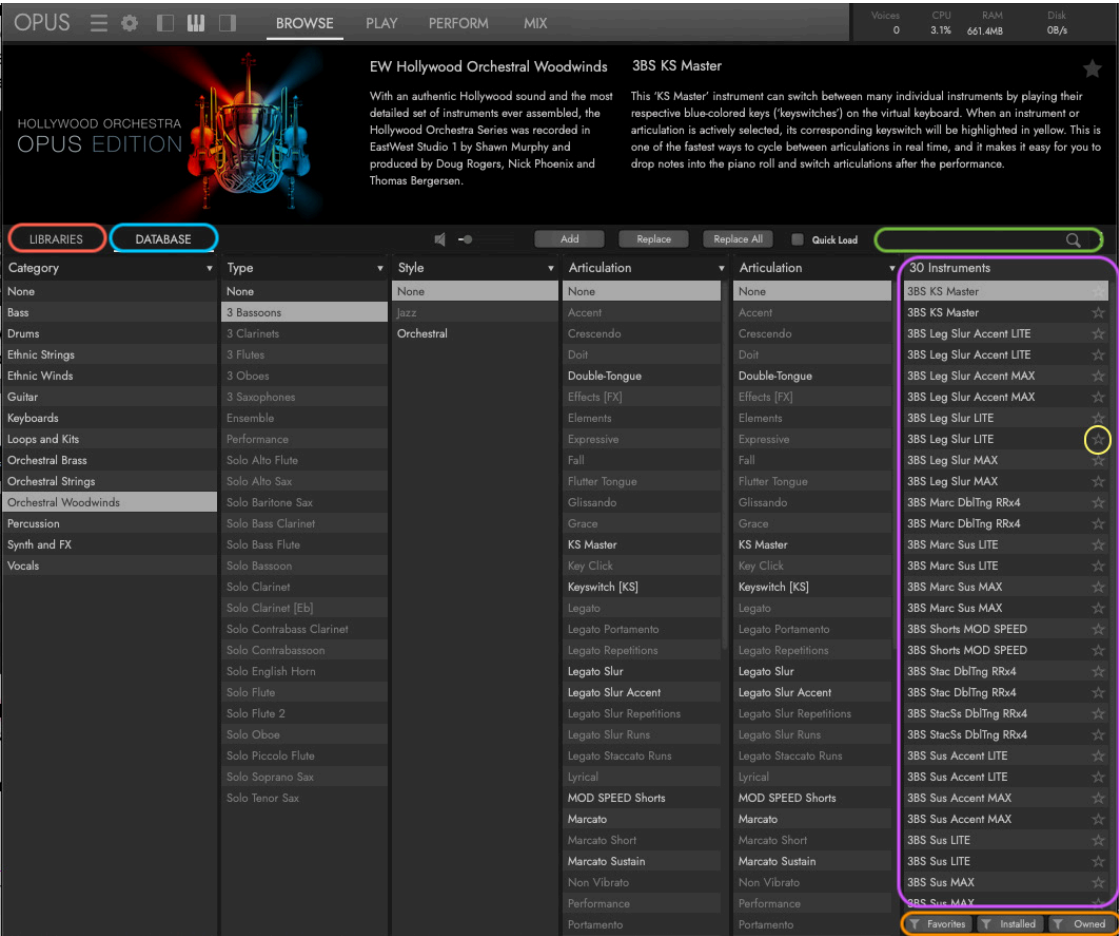 OPUS BROWSE PLAY PERFORM MIX
Voices CPU RAM Disk
0 3.1% 661.4MB 0B/s
HOLLYWOOD ORCHESTRA
OPUS EDITION
EW Hollywood Orchestral Woodwinds
With an authentic Hollywood sound and the most
detailed set of instruments ever assembled, the
Hollywood Orchestra Series was recorded in
EastWest Studio 1 by Shawn Murphy and
produced by Doug Rogers, Nick Phoenix and
Thomas Bergersen.
3BS KS Master
This 'KS Master' instrument can switch between many individual instruments by playing their
respective blue-colored keys ('keyswitches') on the virtual keyboard. When an instrument or
articulation is actively selected, its corresponding keyswitch will be highlighted in yellow. This is
one of the fastest ways to cycle between articulations in real time, and it makes it easy for you to
drop notes into the piano roll and switch articulations after the performance.
LIBRARIES DATABASE Add Replace Replace All Quick Load
Category
None
Bass
Drums
Ethnic Strings
Ethnic Winds
Guitar
Keyboards
Loops and Kits
Orchestral Brass
Orchestral Strings
Orchestral Woodwinds
Percussion
Synth and FX
Vocals
Type
None
3 Bassoons
3 Clarinets
3 Flutes
3 Oboes
3 Saxophones
Ensemble
Performance
Solo Alto Flute
Solo Alto Sax
Solo Baritone Sax
Solo Bass Clarinet
Solo Bass Flute
Solo Bassoon
Solo Clarinet
Solo Clarinet [Eb]
Solo Contrabass Clarinet
Solo Contrabassoon
Solo English Horn
Solo Flute
Solo Flute 2
Solo Oboe
Solo Piccolo Flute
Solo Soprano Sax
Solo Tenor Sax
Style
None
Jazz
Orchestral
Articulation
None
Accent
Crescendo
Doit
Double-Tongue
Effects [FX]
Elements
Expressive
Fall
Flutter Tongue
Glissando
Grace
KS Master
Key Click
Keyswitch [KS]
Legato
Legato Portamento
Legato Repetitions
Legato Slur
Legato Slur Accent
Legato Slur Repetitions
Legato Slur Runs
Legato Staccato Runs
Lyrical
MOD SPEED Shorts
Marcato
Marcato Short
Marcato Sustain
Non Vibrato
Performance
Portamento
Articulation
None
Accent
Crescendo
Doit
Double-Tongue
Effects [FX]
Elements
Expressive
Fall
Flutter Tongue
Glissando
Grace
KS Master
Key Click
Keyswitch [KS]
Legato
Legato Portamento
Legato Repetitions
Legato Slur
Legato Slur Accent
Legato Slur Repetitions
Legato Slur Runs
Legato Staccato Runs
Lyrical
MOD SPEED Shorts
Marcato
Marcato Short
Marcato Sustain
Non Vibrato
Performance
Portamento
30 Instruments
3BS KS Master
3BS KS Master
3BS Leg Slur Accent LITE
3BS Leg Slur Accent LITE
3BS Leg Slur Accent MAX
3BS Leg Slur Accent MAX
3BS Leg Slur LITE
3BS Leg Slur LITE
3BS Leg Slur MAX
3BS Leg Slur MAX
3BS Marc DblTng RRx4
3BS Marc DblTng RRx4
3BS Marc Sus LITE
3BS Marc Sus LITE
3BS Marc Sus MAX
3BS Marc Sus MAX
3BS Shorts MOD SPEED
3BS Shorts MOD SPEED
3BS Stac DblTng RRx4
3BS Stac DblTng RRx4
3BS StacSs DblTng RRx4
3BS StacSs DblTng RRx4
3BS Sus Accent LITE
3BS Sus Accent LITE
3BS Sus Accent MAX
3BS Sus Accent MAX
3BS Sus LITE
3BS Sus LITE
3BS Sus MAX
3BS Sus MAX
Favorites Installed Owned